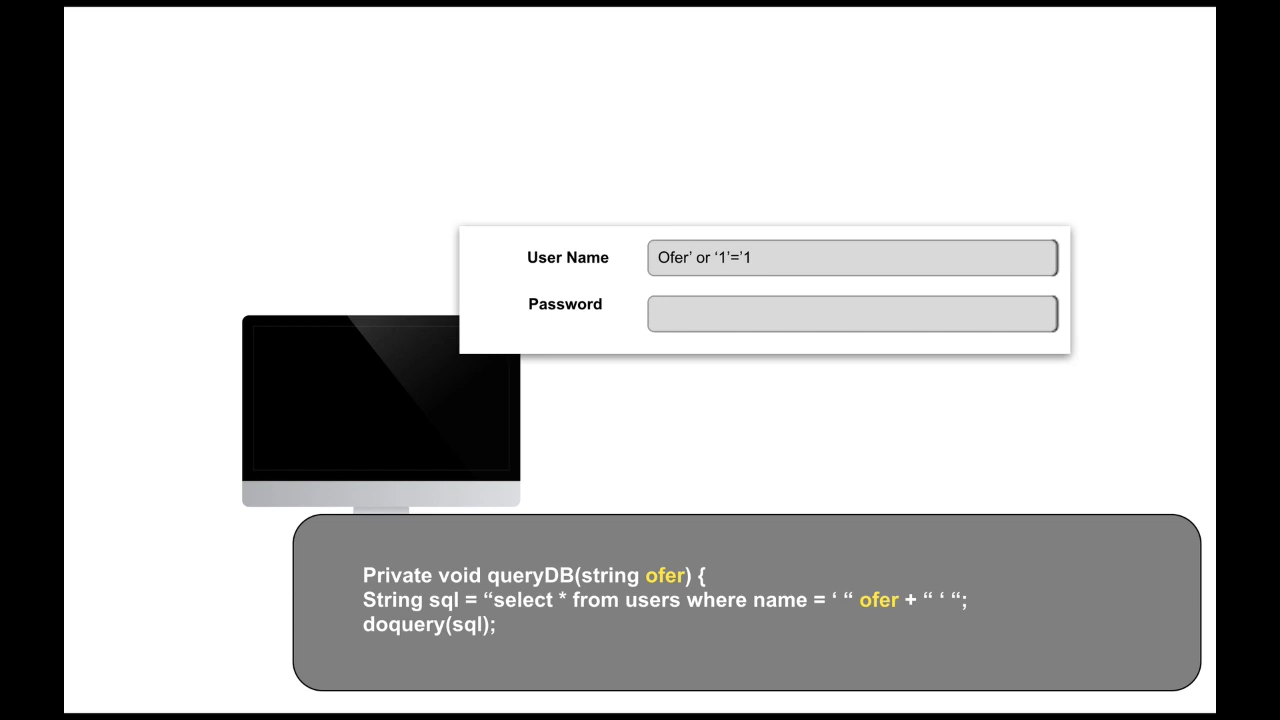 User Name
Ofer’ or ‘1’=’1
Password
Private void queryDB(string ofer) {
String sql = “select * from users where name = ‘ “ ofer + “ ‘ “;
doquery(sql);